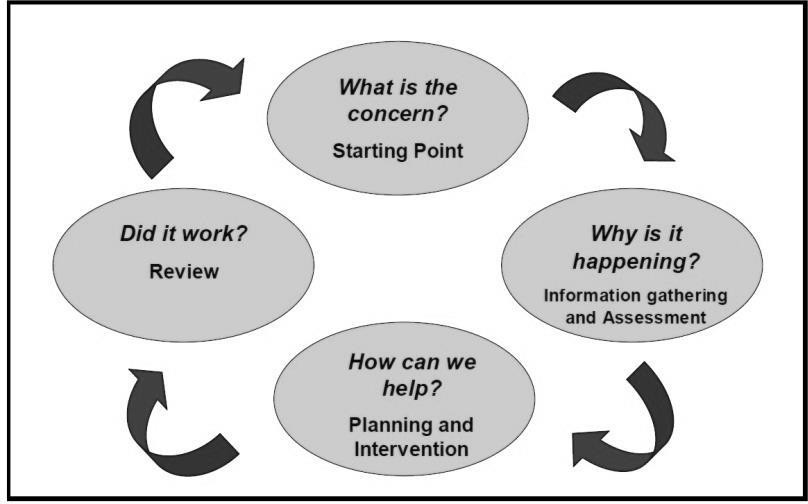 What is the
concern?
Starting Point
Why is it
happening?
Information gathering
and Assessment
How can we
help?
Planning and
Intervention
Did it work?
Review